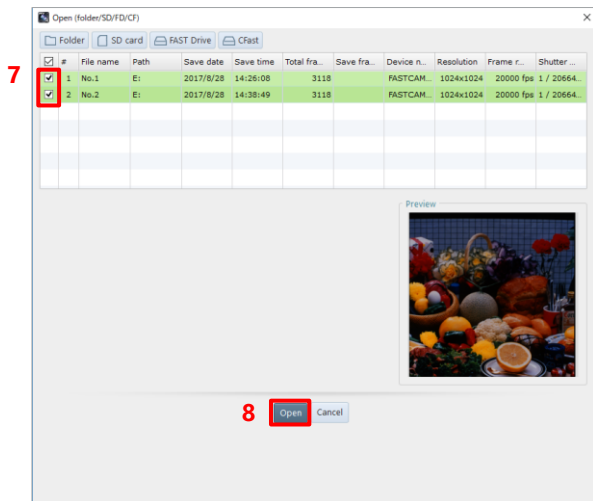 Open (folder/SD/FD/CF)
Folder SD card FAST Drive CFast
# File name Path Save date Save time Total fra... Save fra... Device n... Resolution Frame r... Shutter ...
7
1 No.1 E: 2017/8/28 14:26:08 3118 FASTCAM... 1024x1024 20000 fps 1 / 20664...
2 No.2 E: 2017/8/28 14:38:49 3118 FASTCAM... 1024x1024 20000 fps 1 / 20664...
Preview
8 Open Cancel